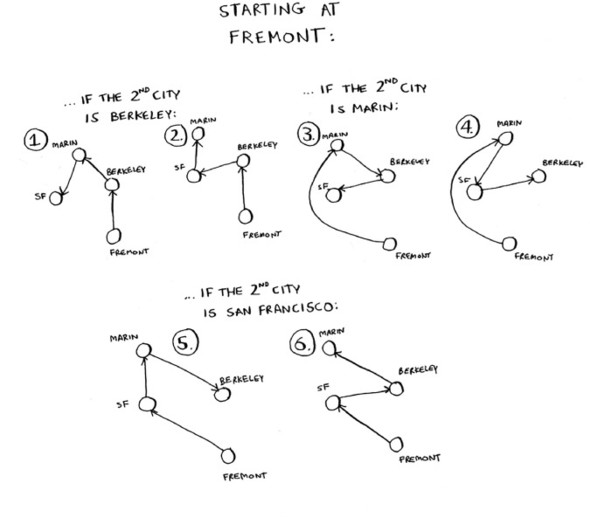 STARTING AT
FREMONT:
... IF THE 2ND CITY
IS BERKELEY:
1.
MARIN
BERKELEY
SF
FREMONT
2.
MARIN
BERKELEY
SF
FREMONT
... IF THE 2ND CITY
IS MARIN:
3.
MARIN
BERKELEY
SF
FREMONT
4.
MARIN
BERKELEY
SF
FREMONT
... IF THE 2ND CITY
IS SAN FRANCISCO:
5.
MARIN
BERKELEY
SF
FREMONT
6.
MARIN
BERKELEY
SF
FREMONT